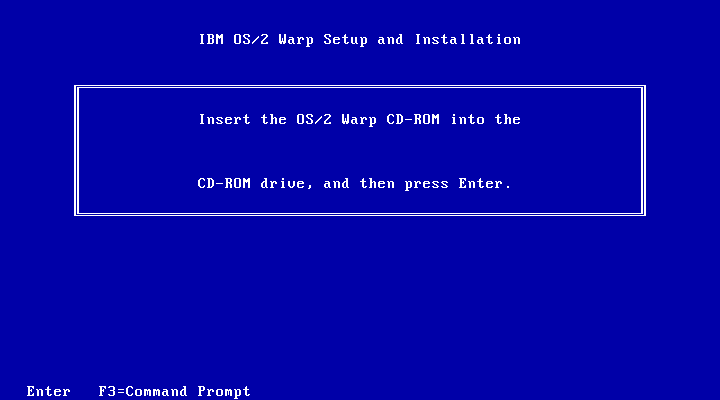 IBM OS/2 Warp Setup and Installation
Insert the OS/2 Warp CD-ROM into the
CD-ROM drive, and then press Enter.
Enter   F3=Command Prompt